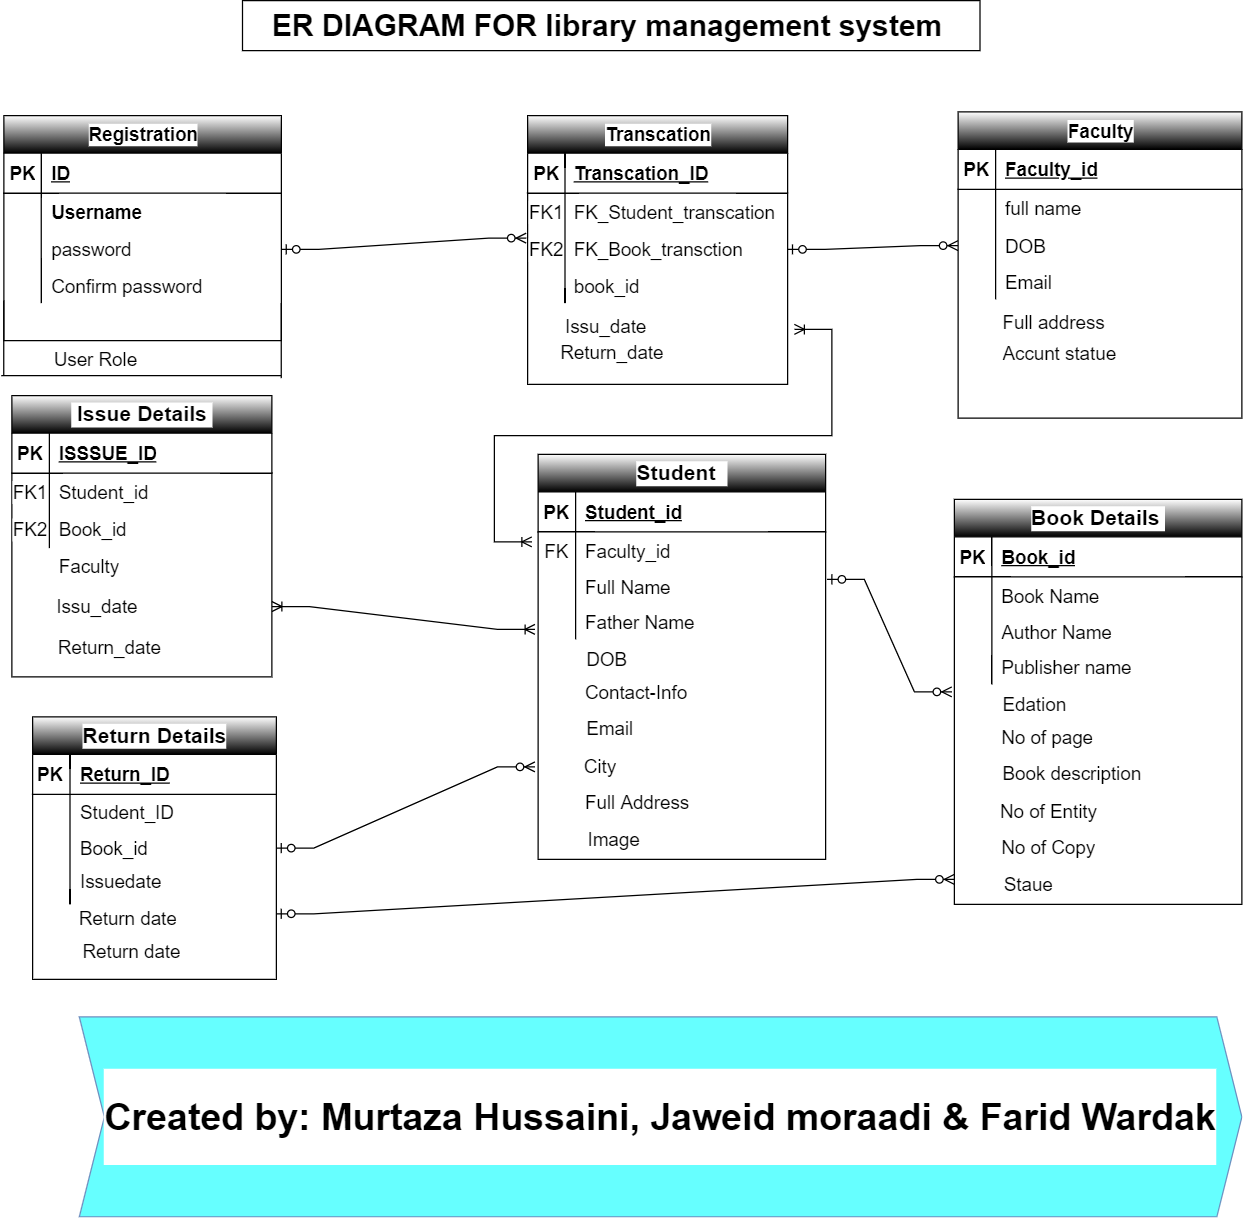 ER DIAGRAM FOR library management system
Registration
PK ID
Username
password
Confirm password
User Role
Transcation
PK Transcation_ID
FK1 FK_Student_transcation
FK2 FK_Book_transction
book_id
Issu_date
Return_date
Faculty
PK Faculty_id
full name
DOB
Email
Full address
Accunt statue
Issue Details
PK ISSSUE_ID
FK1 Student_id
FK2 Book_id
Faculty
Issu_date
Return_date
Student
PK Student_id
FK Faculty_id
Full Name
Father Name
DOB
Contact-Info
Email
City
Full Address
Image
Book Details
PK Book_id
Book Name
Author Name
Publisher name
Edation
No of page
Book description
No of Entity
No of Copy
Staue
Return Details
PK Return_ID
Student_ID
Book_id
Issuedate
Return date
Return date
Created by: Murtaza Hussaini, Jaweid moraadi & Farid Wardak